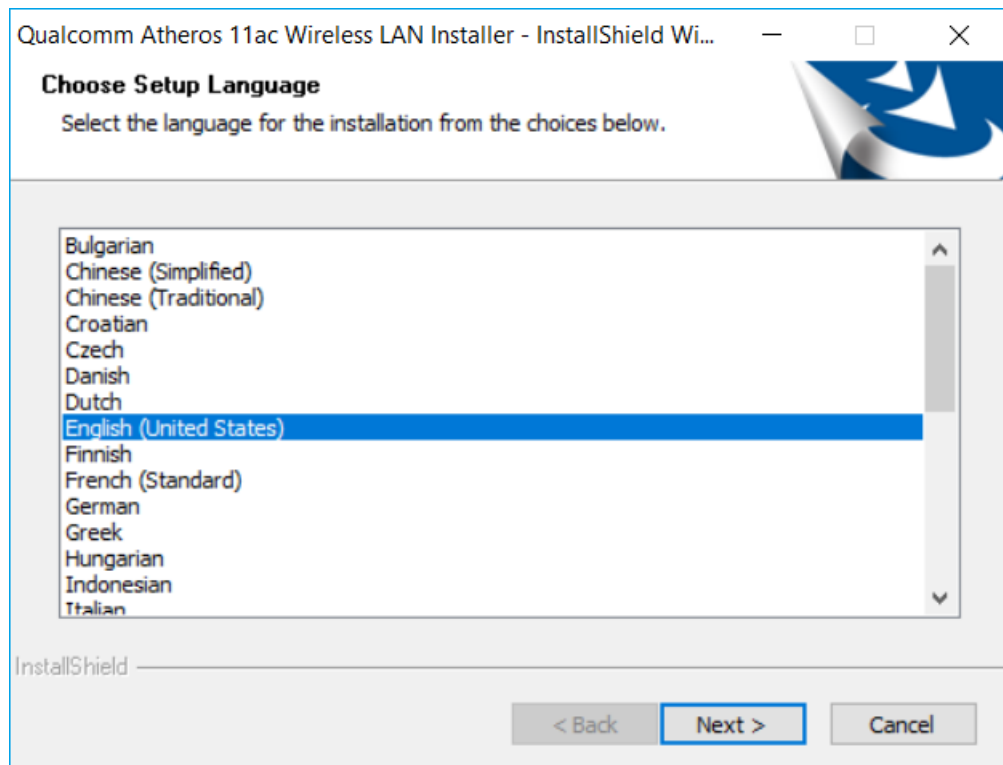 Qualcomm Atheros 11ac Wireless LAN Installer - InstallShield Wi...
Choose Setup Language
Select the language for the installation from the choices below.
Bulgarian
Chinese (Simplified)
Chinese (Traditional)
Croatian
Czech
Danish
Dutch
English (United States)
Finnish
French (Standard)
German
Greek
Hungarian
Indonesian
Italian
InstallShield
< Back Next > Cancel